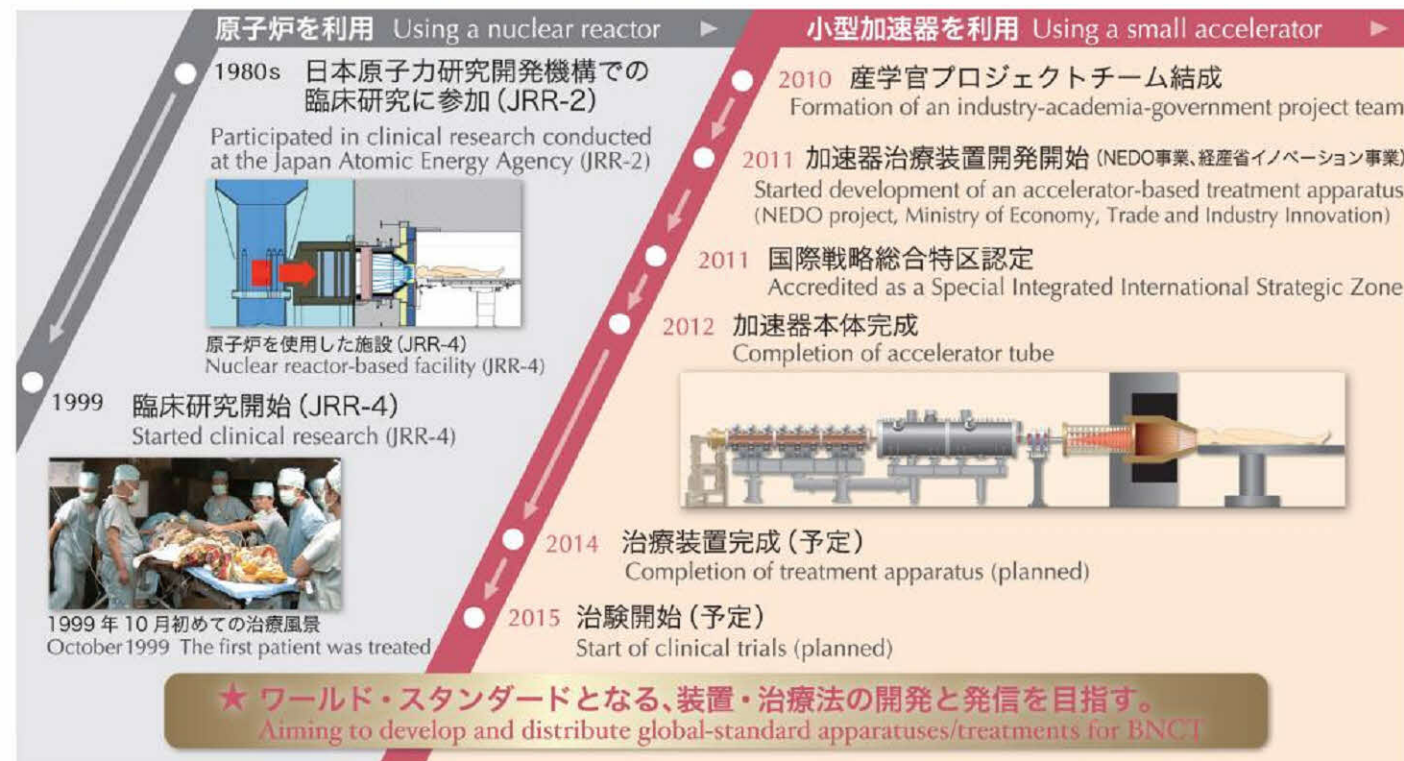 原子炉を利用 Using a nuclear reactor
1980s 日本原子力研究開発機構での
臨床研究に参加(JRR-2)
Participated in clinical research conducted
at the Japan Atomic Energy Agency (JRR-2)
原子炉を使用した施設(JRR-4)
Nuclear reactor-based facility (JRR-4)
1999 臨床研究開始(JRR-4)
Started clinical research (JRR-4)
1999年10月初めての治療風景
October1999 The first patient was treated
小型加速器を利用 Using a small accelerator
2010 産学官プロジェクトチーム結成
Formation of an industry-academia-government project team
2011 加速器治療装置開発開始(NEDO事業、経産省イノベーション事業)
Started development of an accelerator-based treatment apparatus
(NEDO project, Ministry of Economy, Trade and Industry Innovation)
2011 国際戦略総合特区認定
Accredited as a Special Integrated International Strategic Zone
2012 加速器本体完成
Completion of accelerator tube
2014 治療装置完成(予定)
Completion of treatment apparatus (planned)
2015 治験開始(予定)
Start of clinical trials (planned)
★ ワールド・スタンダードとなる、装置・治療法の開発と発信を目指す。
Aiming to develop and distribute global-standard apparatuses/treatments for BNCT